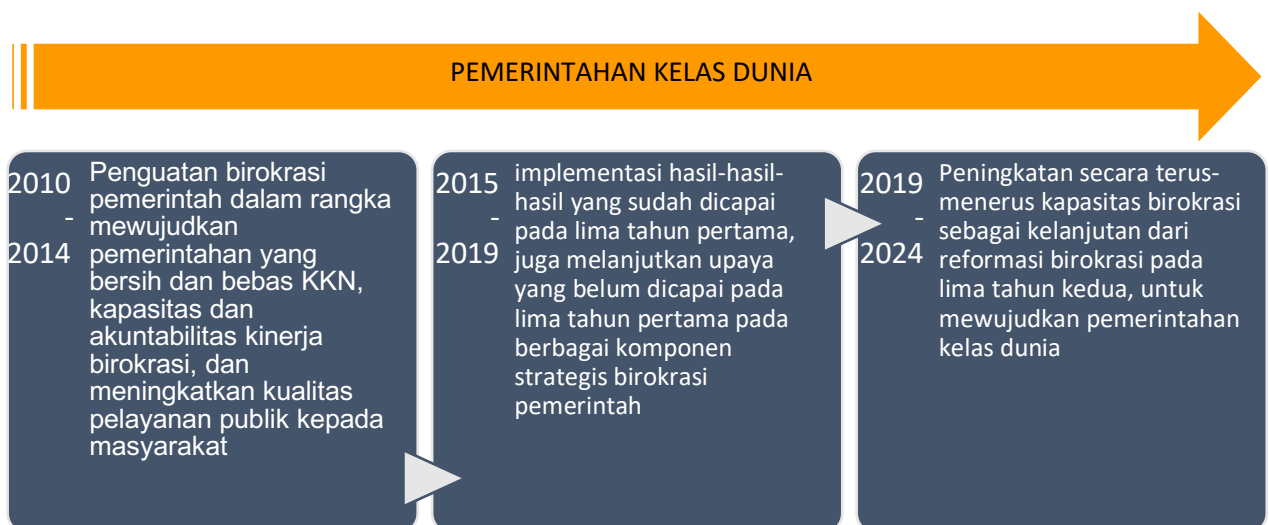 PEMERINTAHAN KELAS DUNIA
2010
-
2014
Penguatan birokrasi
pemerintah dalam rangka
mewujudkan
pemerintahan yang
bersih dan bebas KKN,
kapasitas dan
akuntabilitas kinerja
birokrasi, dan
meningkatkan kualitas
pelayanan publik kepada
masyarakat
2015
-
2019
implementasi hasil-hasil-
hasil yang sudah dicapai
pada lima tahun pertama,
juga melanjutkan upaya
yang belum dicapai pada
lima tahun pertama pada
berbagai komponen
strategis birokrasi
pemerintah
2019
-
2024
Peningkatan secara terus-
menerus kapasitas birokrasi
sebagai kelanjutan dari
reformasi birokrasi pada
lima tahun kedua, untuk
mewujudkan pemerintahan
kelas dunia